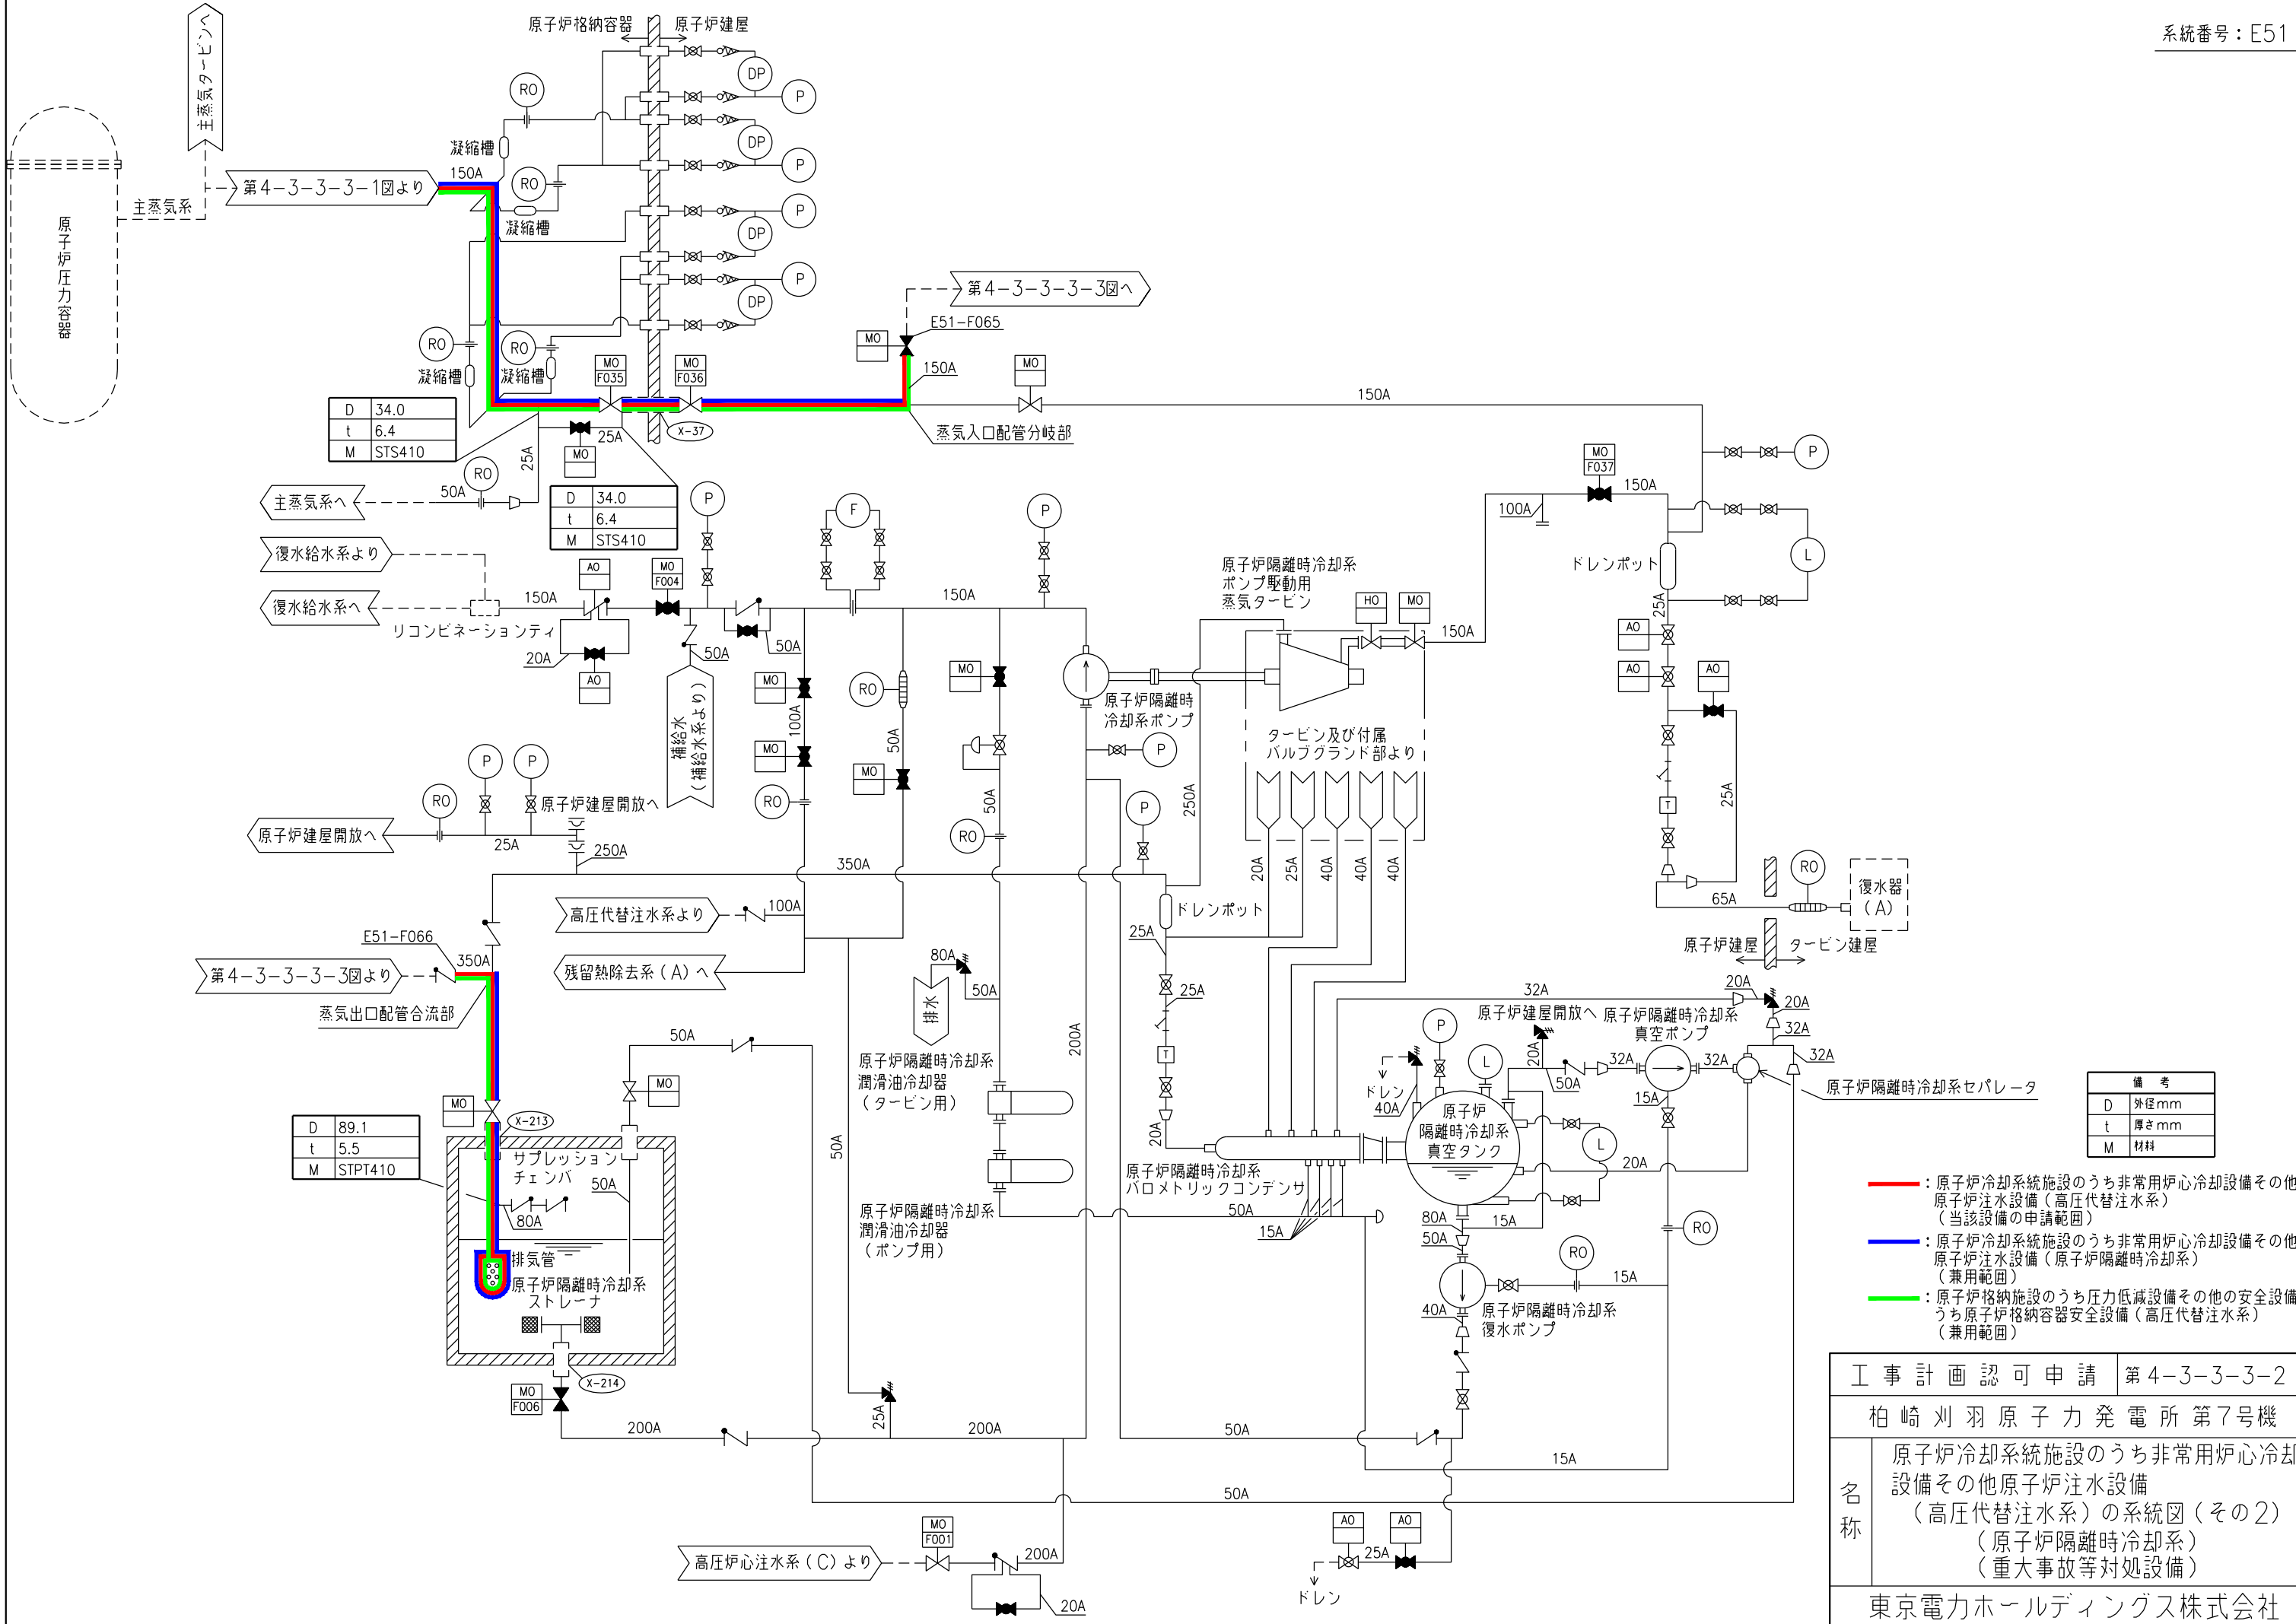 系統番号：E51
主蒸気タービンへ
原子炉格納容器
原子炉建屋
DP
P
RO
DP
凝縮槽
P
150A
第4-3-3-3-1図より
RO
主蒸気系
凝縮槽
P
DP
原子炉圧力容器
P
DP
第4-3-3-3-3図へ
E51-F065
MO
RO
RO
凝縮槽
凝縮槽
MO
F035
MO
F036
150A
MO
150A
D 34.0
t 6.4
M STS410
X-37
25A
MO
25A
蒸気入口配管分岐部
主蒸気系へ
50A
RO
D 34.0
t 6.4
M STS410
P
F
P
100A
MO
F037
150A
P
L
ドレンポット
25A
復水給水系より
復水給水系へ
150A
AO
MO
F004
リコンビネーションティ
20A
AO
50A
50A
補給水
（補給水系より）
150A
MO
100A
MO
RO
RO
50A
MO
MO
50A
RO
原子炉隔離時冷却系
ポンプ駆動用
蒸気タービン
HO
MO
150A
原子炉隔離時
冷却系ポンプ
P
タービン及び付属
バルブグランド部より
250A
P
20A
25A
40A
40A
40A
AO
AO
AO
25A
T
65A
RO
復水器
（A）
原子炉建屋
タービン建屋
P
P
RO
原子炉建屋開放へ
原子炉建屋開放へ
25A
250A
350A
高圧代替注水系より
100A
残留熱除去系（A）へ
ドレンポット
25A
25A
T
20A
E51-F066
350A
第4-3-3-3-3図より
蒸気出口配管合流部
80A
50A
排水
原子炉隔離時冷却系
潤滑油冷却器
（タービン用）
200A
50A
MO
MO
X-213
D 89.1
t 5.5
M STPT410
サプレッション
チェンバ
50A
80A
排気管
原子炉隔離時冷却系
ストレーナ
MO
F006
X-214
50A
原子炉隔離時冷却系
潤滑油冷却器
（ポンプ用）
50A
15A
原子炉隔離時冷却系
バロメトリックコンデンサ
32A
原子炉建屋開放へ
原子炉隔離時冷却系
真空ポンプ
20A
20A
32A
32A
P
L
ドレン
40A
20A
50A
32A
32A
15A
原子炉隔離時冷却系セパレータ
原子炉
隔離時冷却系
真空タンク
L
20A
80A
15A
50A
RO
15A
RO
40A
原子炉隔離時冷却系
復水ポンプ
備　考
D 外径mm
t 厚さmm
M 材料
：原子炉冷却系統施設のうち非常用炉心冷却設備その他
原子炉注水設備（高圧代替注水系）
（当該設備の申請範囲）
：原子炉冷却系統施設のうち非常用炉心冷却設備その他
原子炉注水設備（原子炉隔離時冷却系）
（兼用範囲）
：原子炉格納施設のうち圧力低減設備その他の安全設備
うち原子炉格納容器安全設備（高圧代替注水系）
（兼用範囲）
200A
25A
200A
50A
15A
50A
高圧炉心注水系（C）より
MO
F001
200A
20A
AO
AO
25A
ドレン
工事計画認可申請
第4-3-3-3-2
柏崎刈羽原子力発電所第7号機
名称
原子炉冷却系統施設のうち非常用炉心冷却
設備その他原子炉注水設備
（高圧代替注水系）の系統図（その2）
（原子炉隔離時冷却系）
（重大事故等対処設備）
東京電力ホールディングス株式会社